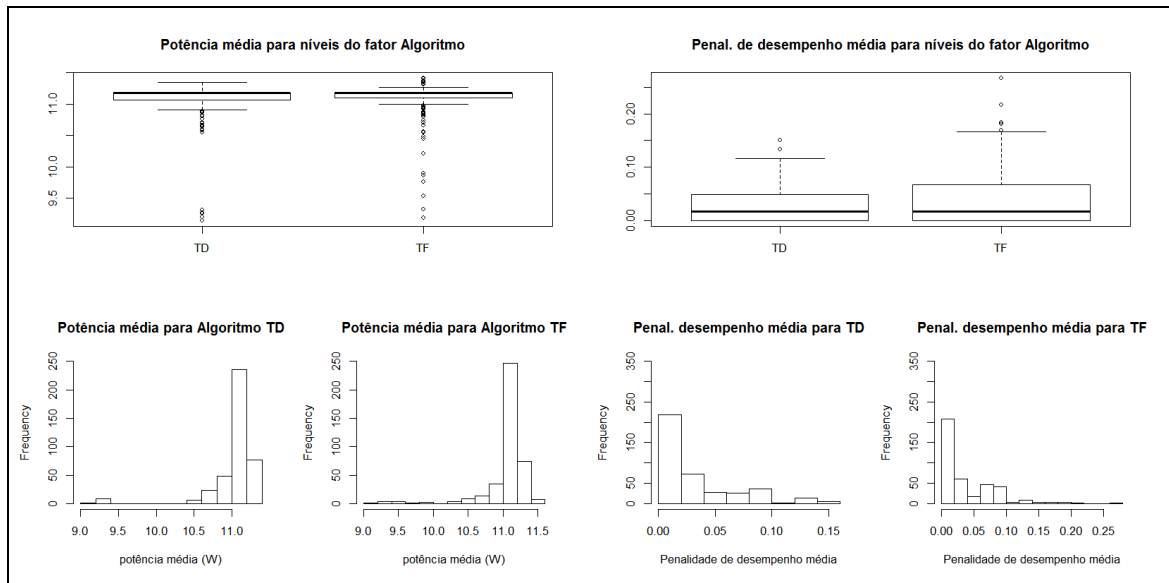 Potência média para níveis do fator Algoritmo
11.0
10.0
9.5
TD TF
Penal. de desempenho média para níveis do fator Algoritmo
0.20
0.10
0.00
TD TF
Potência média para Algoritmo TD
250
200
150
100
50
0
Frequency
9.0 9.5 10.0 10.5 11.0
potência média (W)
Potência média para Algoritmo TF
250
200
150
100
50
0
Frequency
9.0 9.5 10.0 10.5 11.0 11.5
potência média (W)
Penal. desempenho média para TD
350
250
150
50
0
Frequency
0.00 0.05 0.10 0.15
Penalidade de desempenho média
Penal. desempenho média para TF
350
250
150
50
0
Frequency
0.00 0.05 0.10 0.15 0.20 0.25
Penalidade de desempenho média